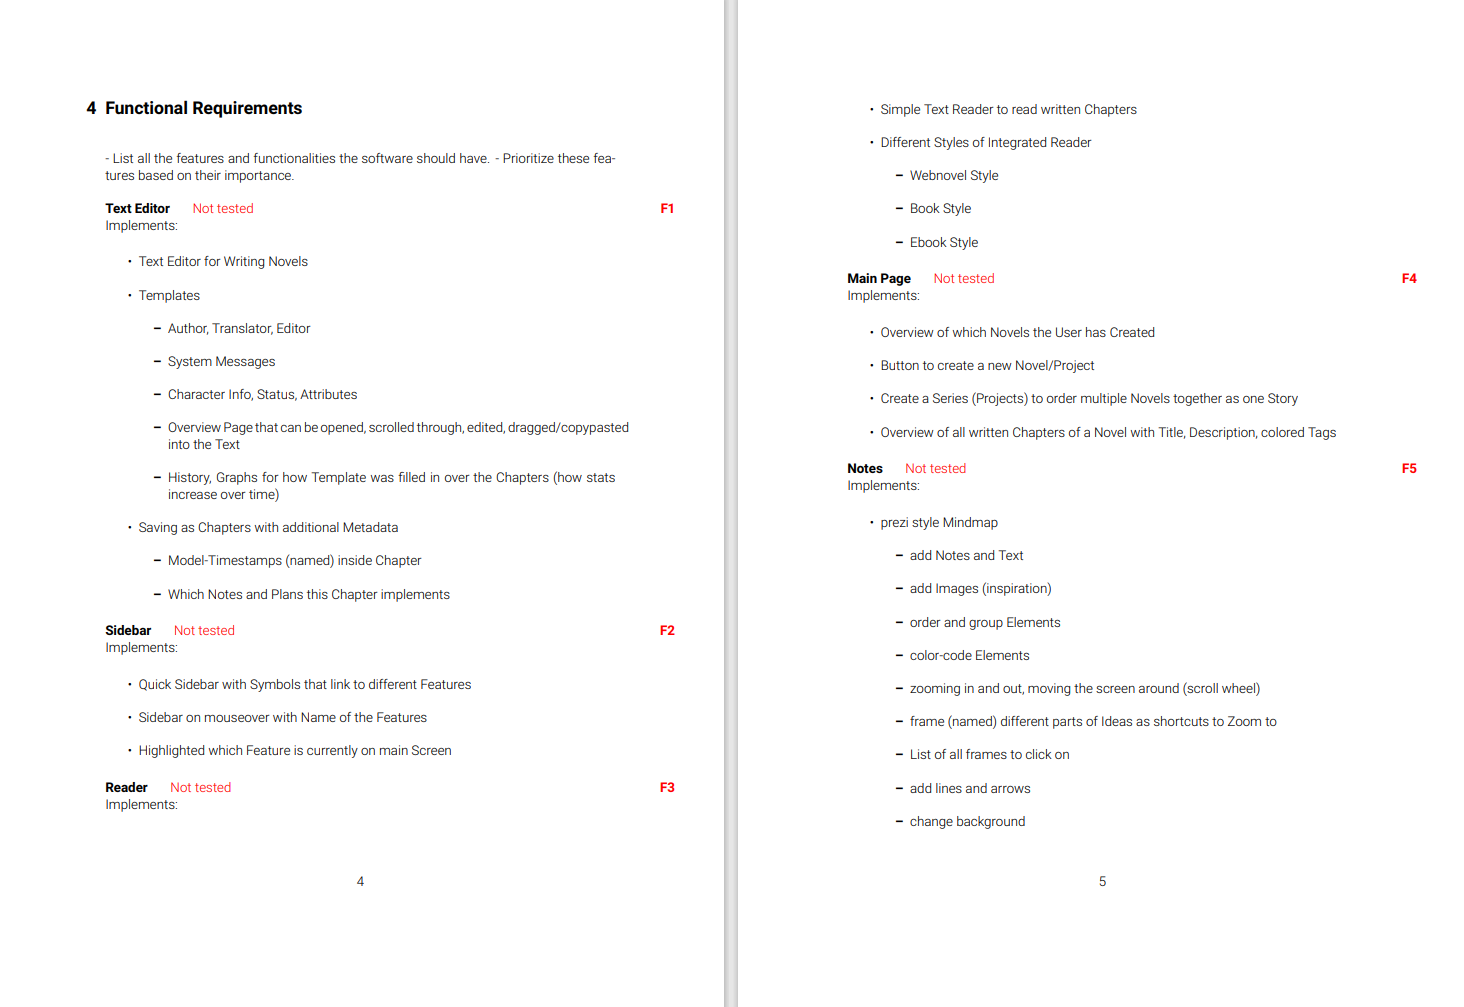 4 Functional Requirements
- List all the features and functionalities the software should have. - Prioritize these fea-
tures based on their importance.
Text Editor Not tested F1
Implements:
• Text Editor for Writing Novels
• Templates
– Author, Translator, Editor
– System Messages
– Character Info, Status, Attributes
– Overview Page that can be opened, scrolled through, edited, dragged/copypasted
into the Text
– History, Graphs for how Template was filled in over the Chapters (how stats
increase over time)
• Saving as Chapters with additional Metadata
– Model-Timestamps (named) inside Chapter
– Which Notes and Plans this Chapter implements
Sidebar Not tested F2
Implements:
• Quick Sidebar with Symbols that link to different Features
• Sidebar on mouseover with Name of the Features
• Highlighted which Feature is currently on main Screen
Reader Not tested F3
Implements:
4
• Simple Text Reader to read written Chapters
• Different Styles of Integrated Reader
– Webnovel Style
– Book Style
– Ebook Style
Main Page Not tested F4
Implements:
• Overview of which Novels the User has Created
• Button to create a new Novel/Project
• Create a Series (Projects) to order multiple Novels together as one Story
• Overview of all written Chapters of a Novel with Title, Description, colored Tags
Notes Not tested F5
Implements:
• prezi style Mindmap
– add Notes and Text
– add Images (inspiration)
– order and group Elements
– color-code Elements
– zooming in and out, moving the screen around (scroll wheel)
– frame (named) different parts of Ideas as shortcuts to Zoom to
– List of all frames to click on
– add lines and arrows
– change background
5